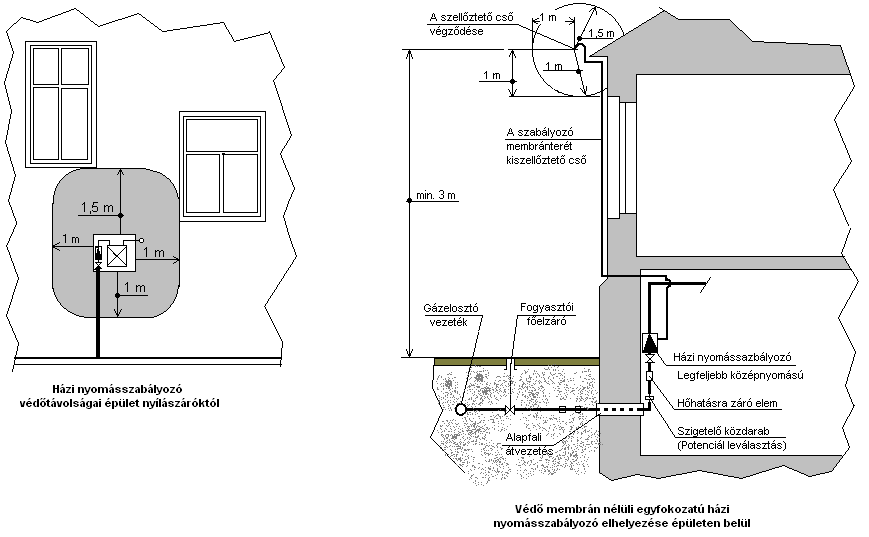 1,5 m
1 m
1 m
1 m
Házi nyomásszabályozó
védőtávolságai épület nyílászáróktól
A szellőztető cső
végződése
1 m
1,5 m
1 m
1 m
A szabályozó
membránterét
kiszellőztető cső
min. 3 m
Gázelosztó
vezeték
Fogyasztói
főelzáró
Házi nyomásszabályozó
Legfeljebb középnyomású
Hőhatásra záró elem
Szigetelő közdarab
(Potenciál leválasztás)
Alapfali
átvezetés
Védő membrán nélüli egyfokozatú házi
nyomásszabályozó elhelyezése épületen belül